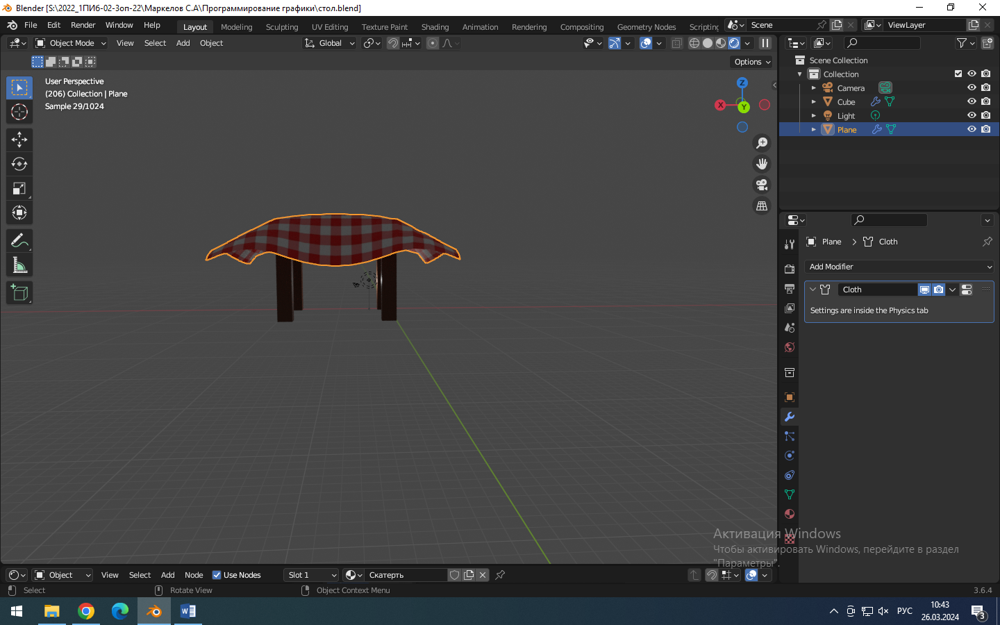 Blender [S:\2022_1ПИб-02-3оп-22\Маркелов С.А\Программирование графики\стол.blend]
File Edit Render Window Help
Layout Modeling Sculpting UV Editing Texture Paint Shading Animation Rendering Compositing Geometry Nodes Scripting
Scene
ViewLayer
Object Mode View Select Add Object
Global
Options
User Perspective
(206) Collection | Plane
Sample 29/1024
Z
X
Y
Scene Collection
Collection
Camera
Cube
Light
Plane
Plane > Cloth
Add Modifier
Cloth
Settings are inside the Physics tab
Активация Windows
Чтобы активировать Windows, перейдите в раздел
"Параметры".
Object View Select Add Node Use Nodes Slot 1 Скатерть
Select Rotate View Object Context Menu 3.6.4
РУС
10:43
26.03.2024
3